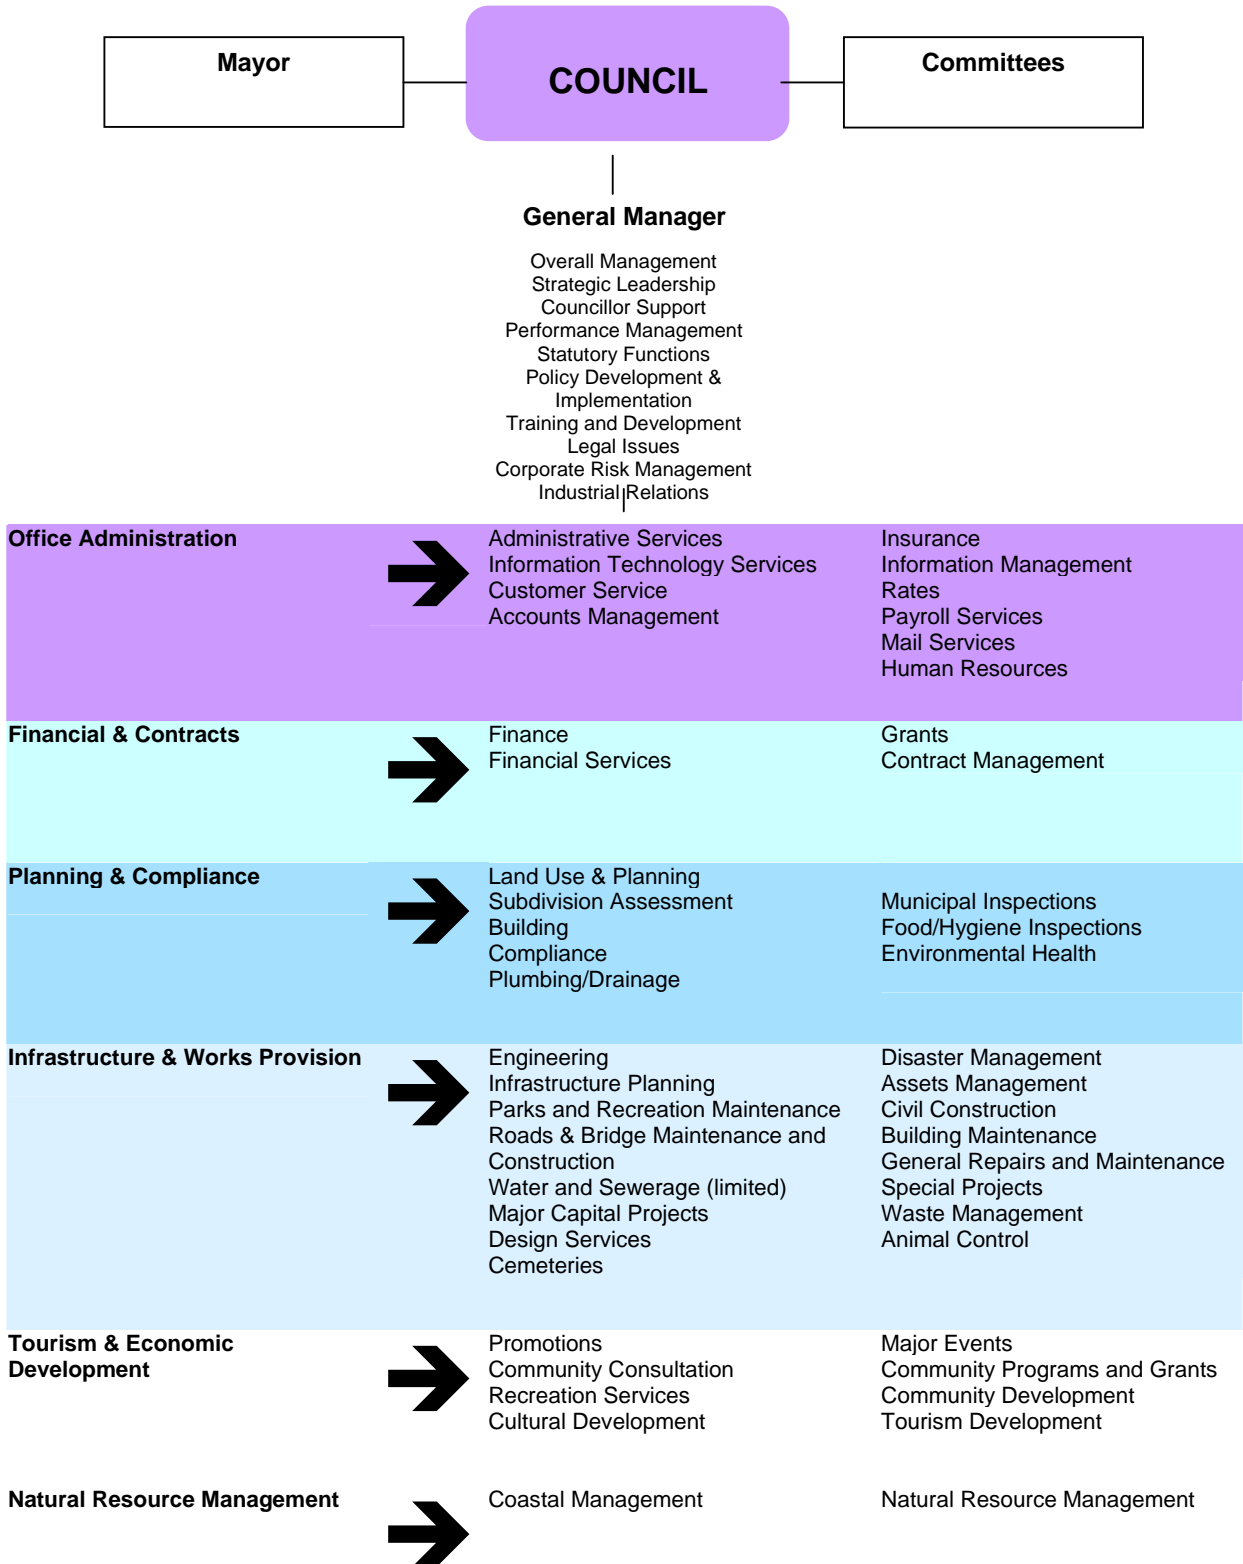 Mayor
COUNCIL
Committees
General Manager
Overall Management
Strategic Leadership
Councillor Support
Performance Management
Statutory Functions
Policy Development &
Implementation
Training and Development
Legal Issues
Corporate Risk Management
Industrial Relations
Office Administration
Administrative Services
Information Technology Services
Customer Service
Accounts Management
Insurance
Information Management
Rates
Payroll Services
Mail Services
Human Resources
Financial & Contracts
Finance
Financial Services
Grants
Contract Management
Planning & Compliance
Land Use & Planning
Subdivision Assessment
Building
Compliance
Plumbing/Drainage
Municipal Inspections
Food/Hygiene Inspections
Environmental Health
Infrastructure & Works Provision
Engineering
Infrastructure Planning
Parks and Recreation Maintenance
Roads & Bridge Maintenance and
Construction
Water and Sewerage (limited)
Major Capital Projects
Design Services
Cemeteries
Disaster Management
Assets Management
Civil Construction
Building Maintenance
General Repairs and Maintenance
Special Projects
Waste Management
Animal Control
Tourism & Economic
Development
Promotions
Community Consultation
Recreation Services
Cultural Development
Major Events
Community Programs and Grants
Community Development
Tourism Development
Natural Resource Management
Coastal Management
Natural Resource Management